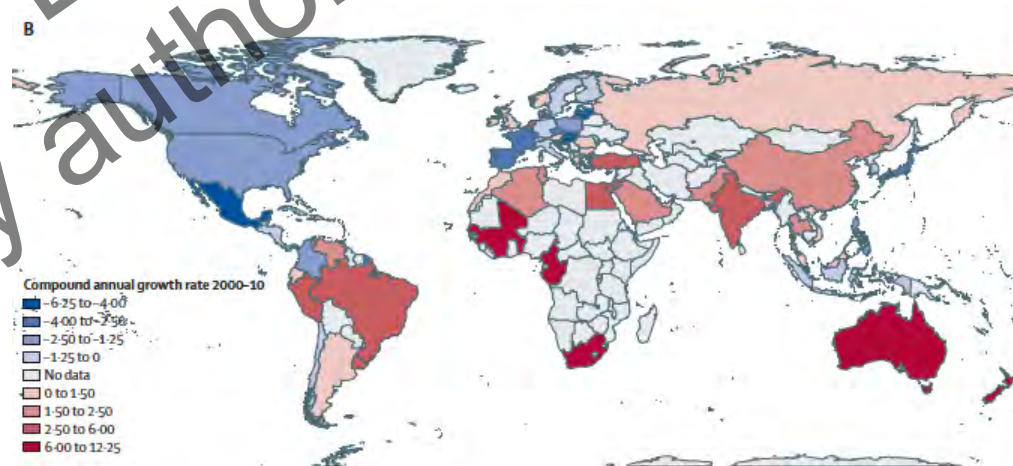 B
y autho
Compound annual growth rate 2000–10
–6·25 to –4·00
–4·00 to –2·50
–2·50 to –1·25
–1·25 to 0
No data
0 to 1·50
1·50 to 2·50
2·50 to 6·00
6·00 to 12·25